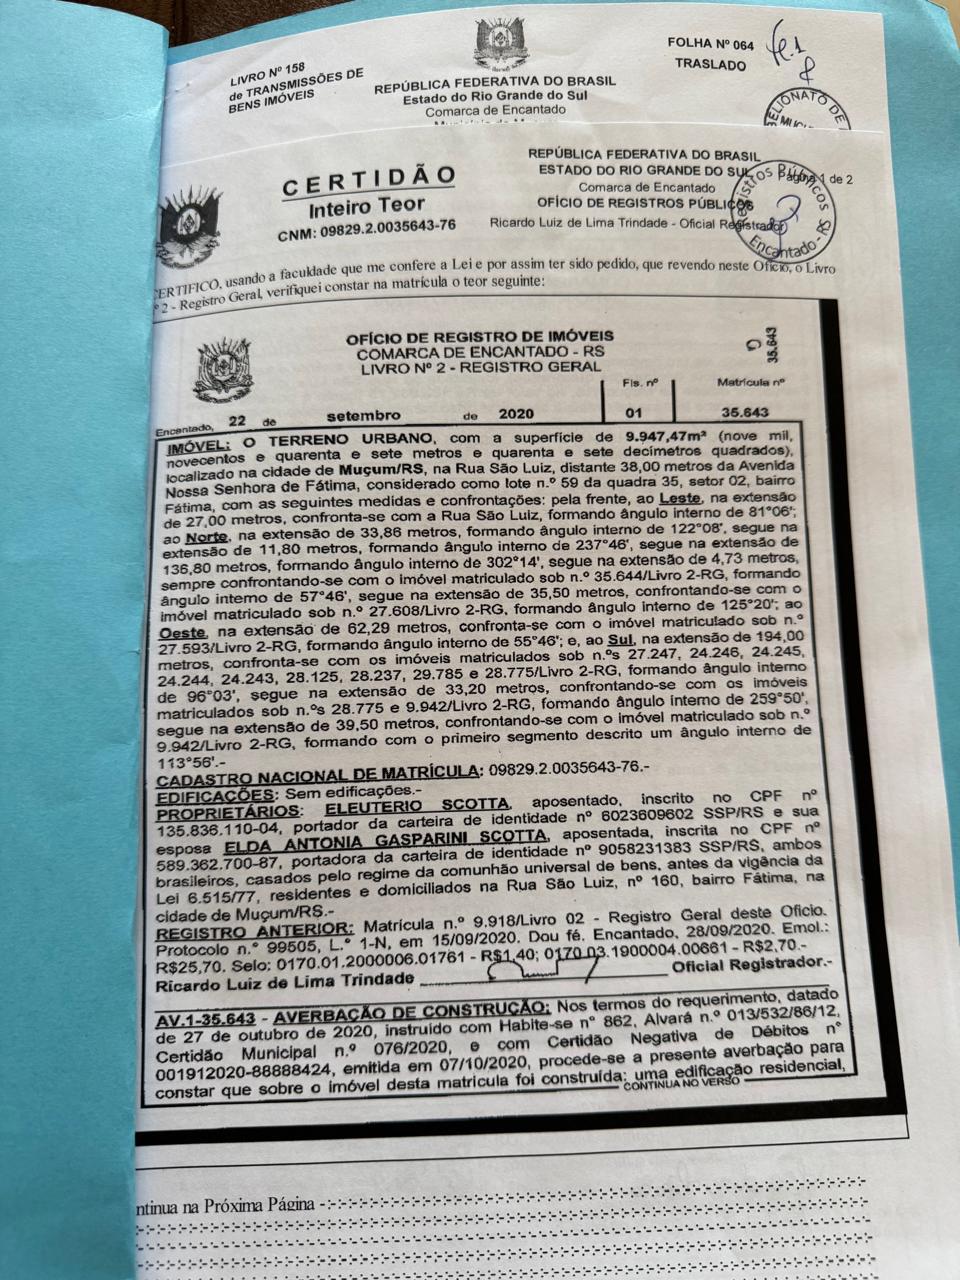 LIVRO Nº 158
de TRANSMISSÕES DE
BENS IMÓVEIS
REPÚBLICA FEDERATIVA DO BRASIL
Estado do Rio Grande do Sul
Comarca de Encantado
FOLHA Nº 064
TRASLADO
CERTIDÃO
Inteiro Teor
CNM: 09829.2.0035643-76
REPÚBLICA FEDERATIVA DO BRASIL
ESTADO DO RIO GRANDE DO SUL
Comarca de Encantado
OFÍCIO DE REGISTROS PÚBLICOS
Ricardo Luiz de Lima Trindade - Oficial Registrador
Página 1 de 2
Registros Públicos
Encantado - RS
CERTIFICO, usando a faculdade que me confere a Lei e por assim ter sido pedido, que revendo neste Ofício, o Livro
º 2 - Registro Geral, verifiquei constar na matrícula o teor seguinte:
OFÍCIO DE REGISTRO DE IMÓVEIS
COMARCA DE ENCANTADO - RS
LIVRO Nº 2 - REGISTRO GERAL
35.643
Encantado, 22 de setembro de 2020
Fls. nº
01
Matrícula nº
35.643
IMÓVEL: O TERRENO URBANO, com a superfície de 9.947,47m² (nove mil,
novecentos e quarenta e sete metros e quarenta e sete decímetros quadrados),
localizado na cidade de Muçum/RS, na Rua São Luiz, distante 38,00 metros da Avenida
Nossa Senhora de Fátima, considerado como lote n.º 59 da quadra 35, setor 02, bairro
Fátima, com as seguintes medidas e confrontações: pela frente, ao Leste, na extensão
de 27,00 metros, confronta-se com a Rua São Luiz, formando ângulo interno de 81°06';
ao Norte, na extensão de 33,86 metros, formando ângulo interno de 122°08', segue na
extensão de 11,80 metros, formando ângulo interno de 237°46', segue na extensão de
136,80 metros, formando ângulo interno de 302°14', segue na extensão de 4,73 metros,
sempre confrontando-se com o imóvel matriculado sob n.º 35.644/Livro 2-RG, formando
ângulo interno de 57°46', segue na extensão de 35,50 metros, confrontando-se com o
imóvel matriculado sob n.º 27.608/Livro 2-RG, formando ângulo interno de 125°20'; ao
Oeste, na extensão de 62,29 metros, confronta-se com o imóvel matriculado sob n.º
27.593/Livro 2-RG, formando ângulo interno de 55°46'; e, ao Sul, na extensão de 194,00
metros, confronta-se com os imóveis matriculados sob n.ºs 27.247, 24.246, 24.245,
24.244, 24.243, 28.125, 28.237, 29.785 e 28.775/Livro 2-RG, formando ângulo interno
de 96°03', segue na extensão de 33,20 metros, confrontando-se com os imóveis
matriculados sob n.ºs 28.775 e 9.942/Livro 2-RG, formando ângulo interno de 259°50',
segue na extensão de 39,50 metros, confrontando-se com o imóvel matriculado sob n.º
9.942/Livro 2-RG, formando com o primeiro segmento descrito um ângulo interno de
113°56'.-
CADASTRO NACIONAL DE MATRÍCULA: 09829.2.0035643-76.-
EDIFICAÇÕES: Sem edificações.-
PROPRIETÁRIOS: ELEUTERIO SCOTTA, aposentado, inscrito no CPF nº
135.836.110-04, portador da carteira de identidade nº 6023609602 SSP/RS e sua
esposa ELDA ANTONIA GASPARINI SCOTTA, aposentada, inscrita no CPF nº
589.362.700-87, portadora da carteira de identidade nº 9058231383 SSP/RS, ambos
brasileiros, casados pelo regime da comunhão universal de bens, antes da vigência da
Lei 6.515/77, residentes e domiciliados na Rua São Luiz, nº 160, bairro Fátima, na
cidade de Muçum/RS.-
REGISTRO ANTERIOR: Matrícula n.º 9.918/Livro 02 - Registro Geral deste Ofício.
Protocolo n.º 99505, L.º 1-N, em 15/09/2020. Dou fé. Encantado, 28/09/2020. Emol.:
R$25,70. Selo: 0170.01.2000006.01761 - R$1,40; 0170.03.1900004.00661 - R$2,70.-
Ricardo Luiz de Lima Trindade Oficial Registrador.-
AV.1-35.643 - AVERBAÇÃO DE CONSTRUÇÃO: Nos termos do requerimento, datado
de 27 de outubro de 2020, instruído com Habite-se n° 862, Alvará n.º 013/532/86/12,
Certidão Municipal n.º 076/2020, e com Certidão Negativa de Débitos n°
001912020-88888424, emitida em 07/10/2020, procede-se a presente averbação para
constar que sobre o imóvel desta matrícula foi construída: uma edificação residencial,
CONTINUA NO VERSO
ntinua na Próxima Página